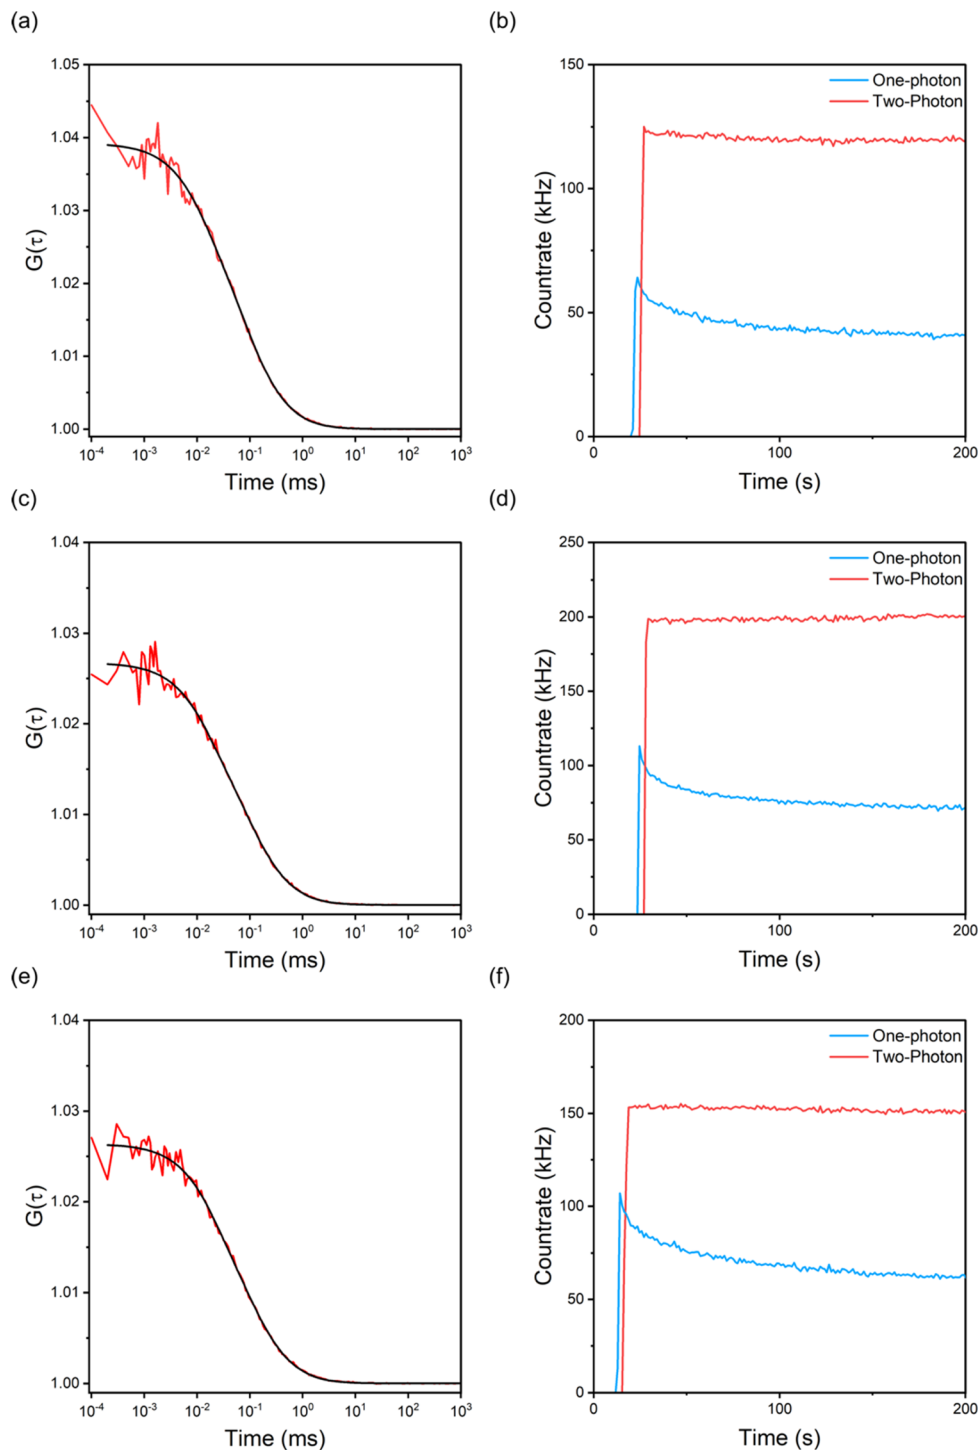 (a)
(b)
1.05
1.04
1.03
1.02
1.01
1.00
G(τ)
10⁻⁴ 10⁻³ 10⁻² 10⁻¹ 10⁰ 10¹ 10² 10³
Time (ms)
150
100
50
0
Countrate (kHz)
One-photon
Two-Photon
0 100 200
Time (s)
(c)
(d)
1.04
1.03
1.02
1.01
1.00
G(τ)
10⁻⁴ 10⁻³ 10⁻² 10⁻¹ 10⁰ 10¹ 10² 10³
Time (ms)
250
200
150
100
50
0
Countrate (kHz)
One-photon
Two-Photon
0 100 200
Time (s)
(e)
(f)
1.04
1.03
1.02
1.01
1.00
G(τ)
10⁻⁴ 10⁻³ 10⁻² 10⁻¹ 10⁰ 10¹ 10² 10³
Time (ms)
200
150
100
50
0
Countrate (kHz)
One-photon
Two-Photon
0 100 200
Time (s)